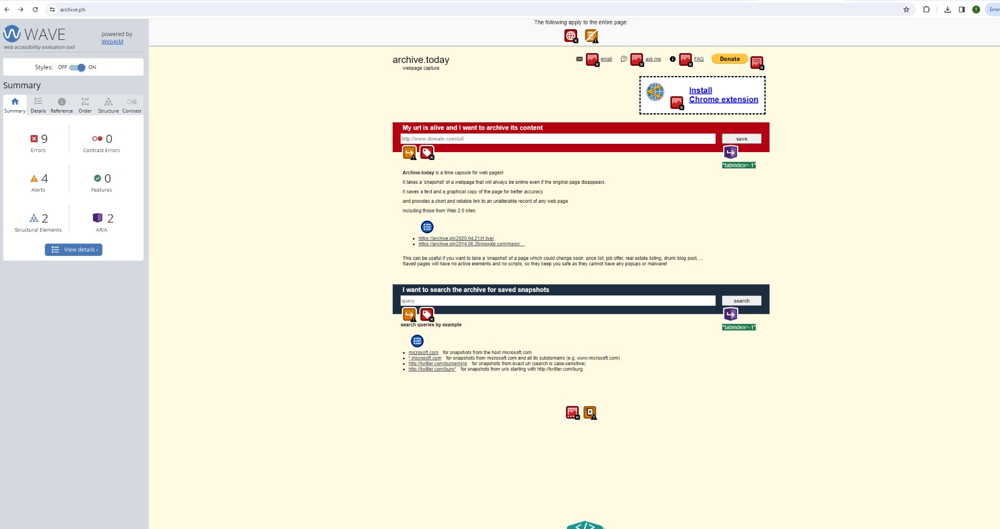 archive.ph
T
Error
WAVE
powered by
WebAIM
web accessibility evaluation tool
Styles: OFF ON
Summary
Summary Details Reference Order Structure Contrast
9
Errors
0
Contrast Errors
4
Alerts
0
Features
2
Structural Elements
2
ARIA
View details ›
The following apply to the entire page:
archive.today
webpage capture
email
ask me
FAQ
Donate
Install
Chrome extension
My url is alive and I want to archive its content
http://www.domain.com/url
save
*tabindex=-1*
Archive.today is a time capsule for web pages!
It takes a 'snapshot' of a webpage that will always be online even if the original page disappears.
It saves a text and a graphical copy of the page for better accuracy
and provides a short and reliable link to an unalterable record of any web page
including those from Web 2.0 sites:
https://archive.ph/2020.04.21/rt.live/
https://archive.ph/2014.06.26/google.com/maps/...
This can be useful if you want to take a 'snapshot' of a page which could change soon: price list, job offer, real estate listing, drunk blog post, ...
Saved pages will have no active elements and no scripts, so they keep you safe as they cannot have any popups or malware!
I want to search the archive for saved snapshots
query
search
*tabindex=-1*
search queries by example
microsoft.com for snapshots from the host microsoft.com
*.microsoft.com for snapshots from microsoft.com and all its subdomains (e.g. www.microsoft.com)
http://twitter.com/burgerking for snapshots from exact url (search is case-sensitive)
http://twitter.com/burg* for snapshots from urls starting with http://twitter.com/burg